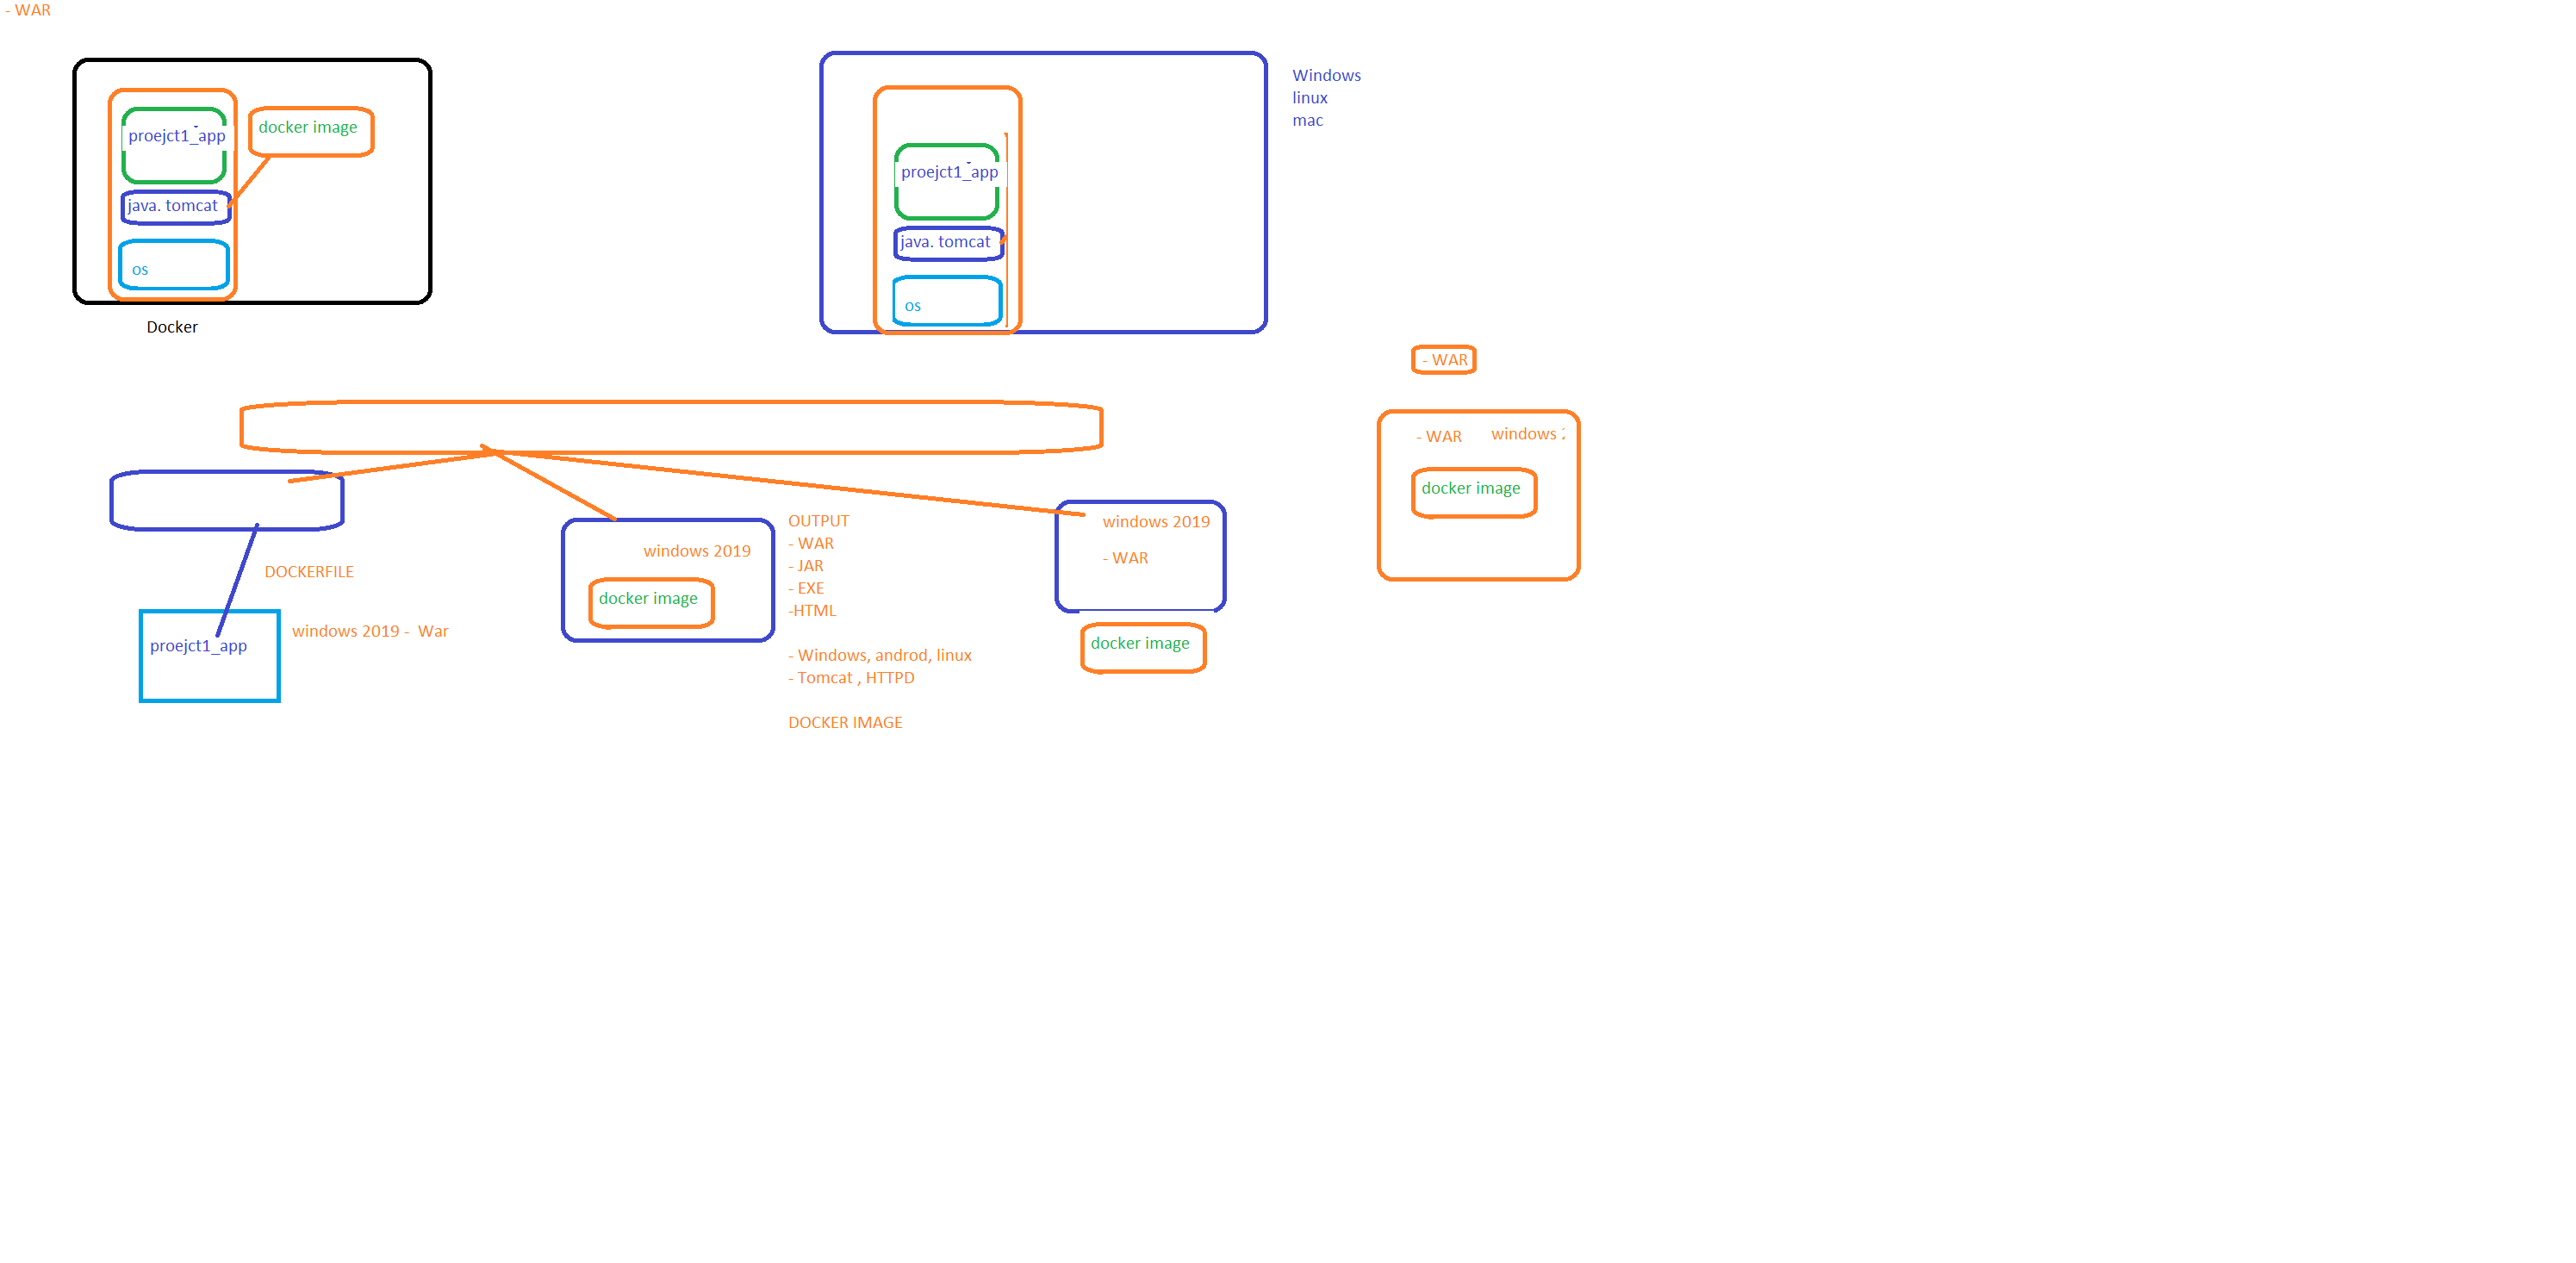 - WAR
proejct1_app
docker image
java. tomcat
os
Docker
proejct1_app
java. tomcat
os
Windows
linux
mac
- WAR
- WAR
windows
docker image
DOCKERFILE
proejct1_app
windows 2019 - War
windows 2019
docker image
OUTPUT
- WAR
- JAR
- EXE
-HTML
- Windows, androd, linux
- Tomcat , HTTPD
DOCKER IMAGE
windows 2019
- WAR
docker image